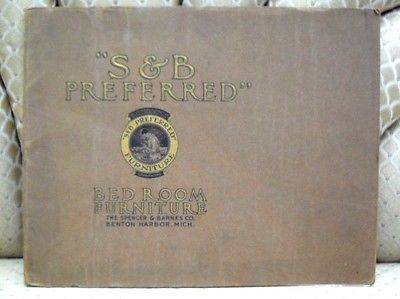 "S & B
PREFERRED"
"S&B PREFERRED"
FURNITURE
BED ROOM
FURNITURE
THE SPENCER & BARNES CO.
BENTON HARBOR, MICH.